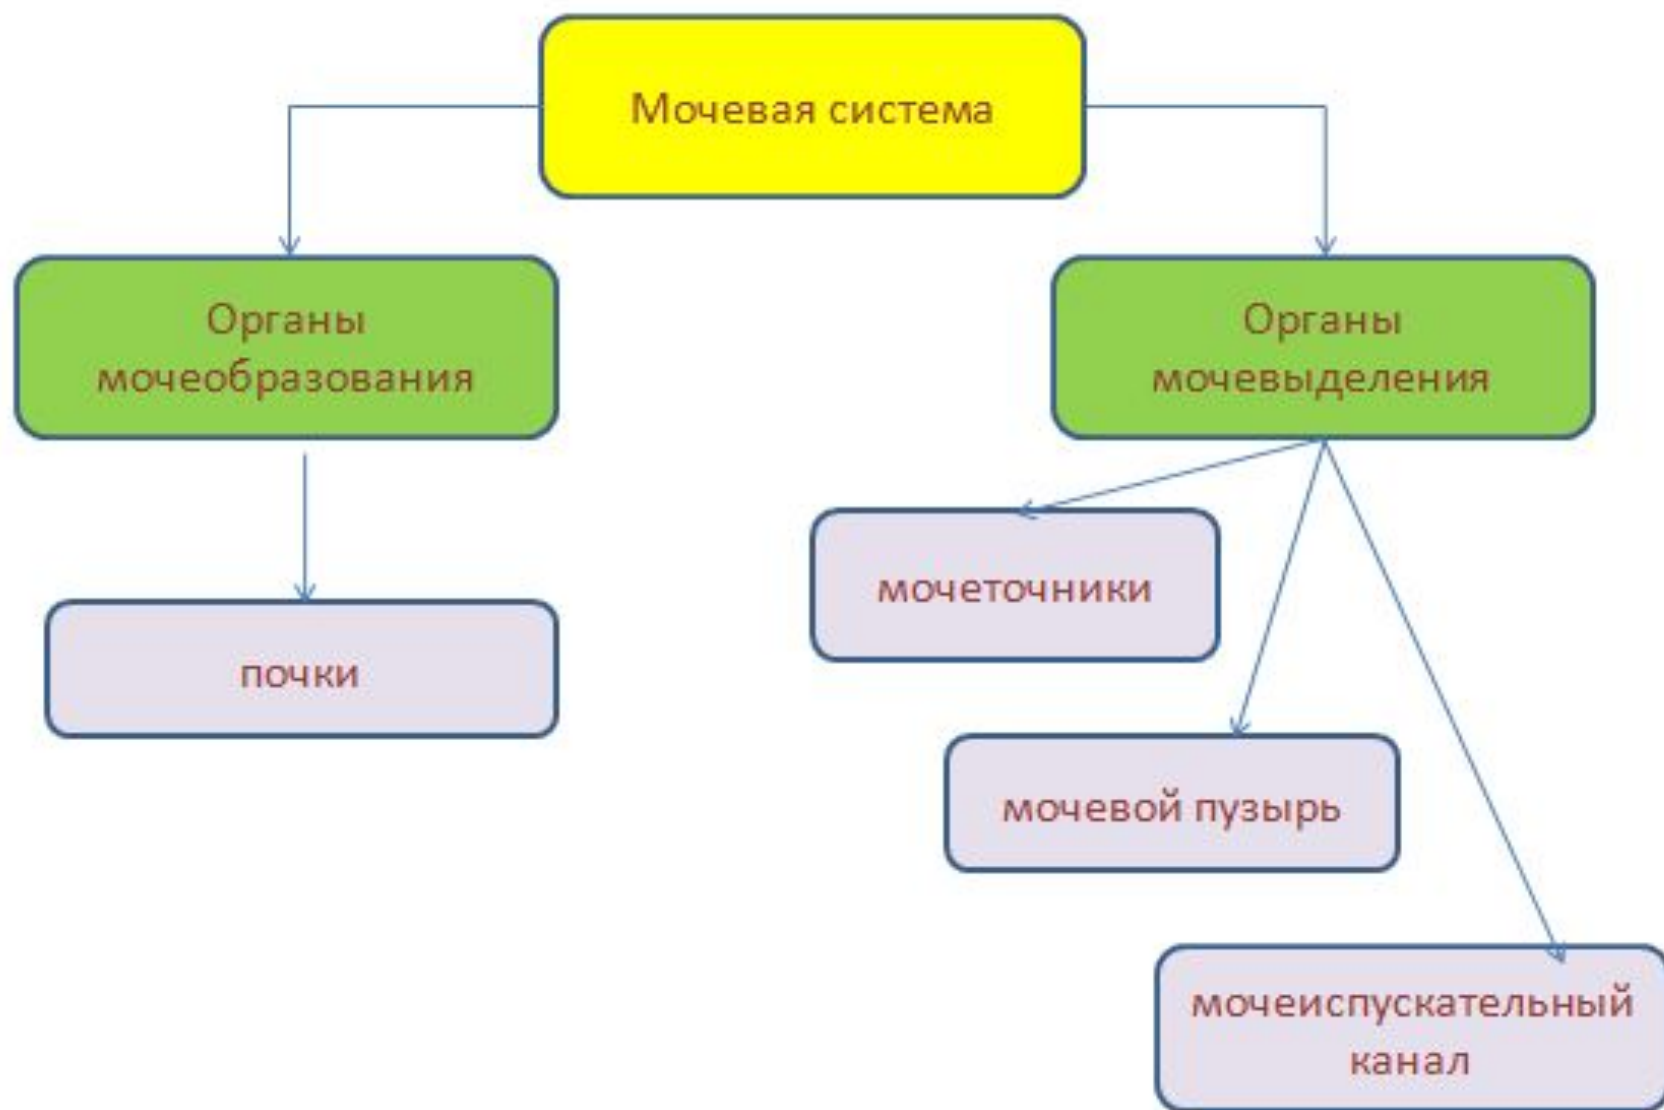 Мочевая система
Органы
мочеобразования
Органы
мочевыделения
мочеточники
почки
мочевой пузырь
мочеиспускательный
канал